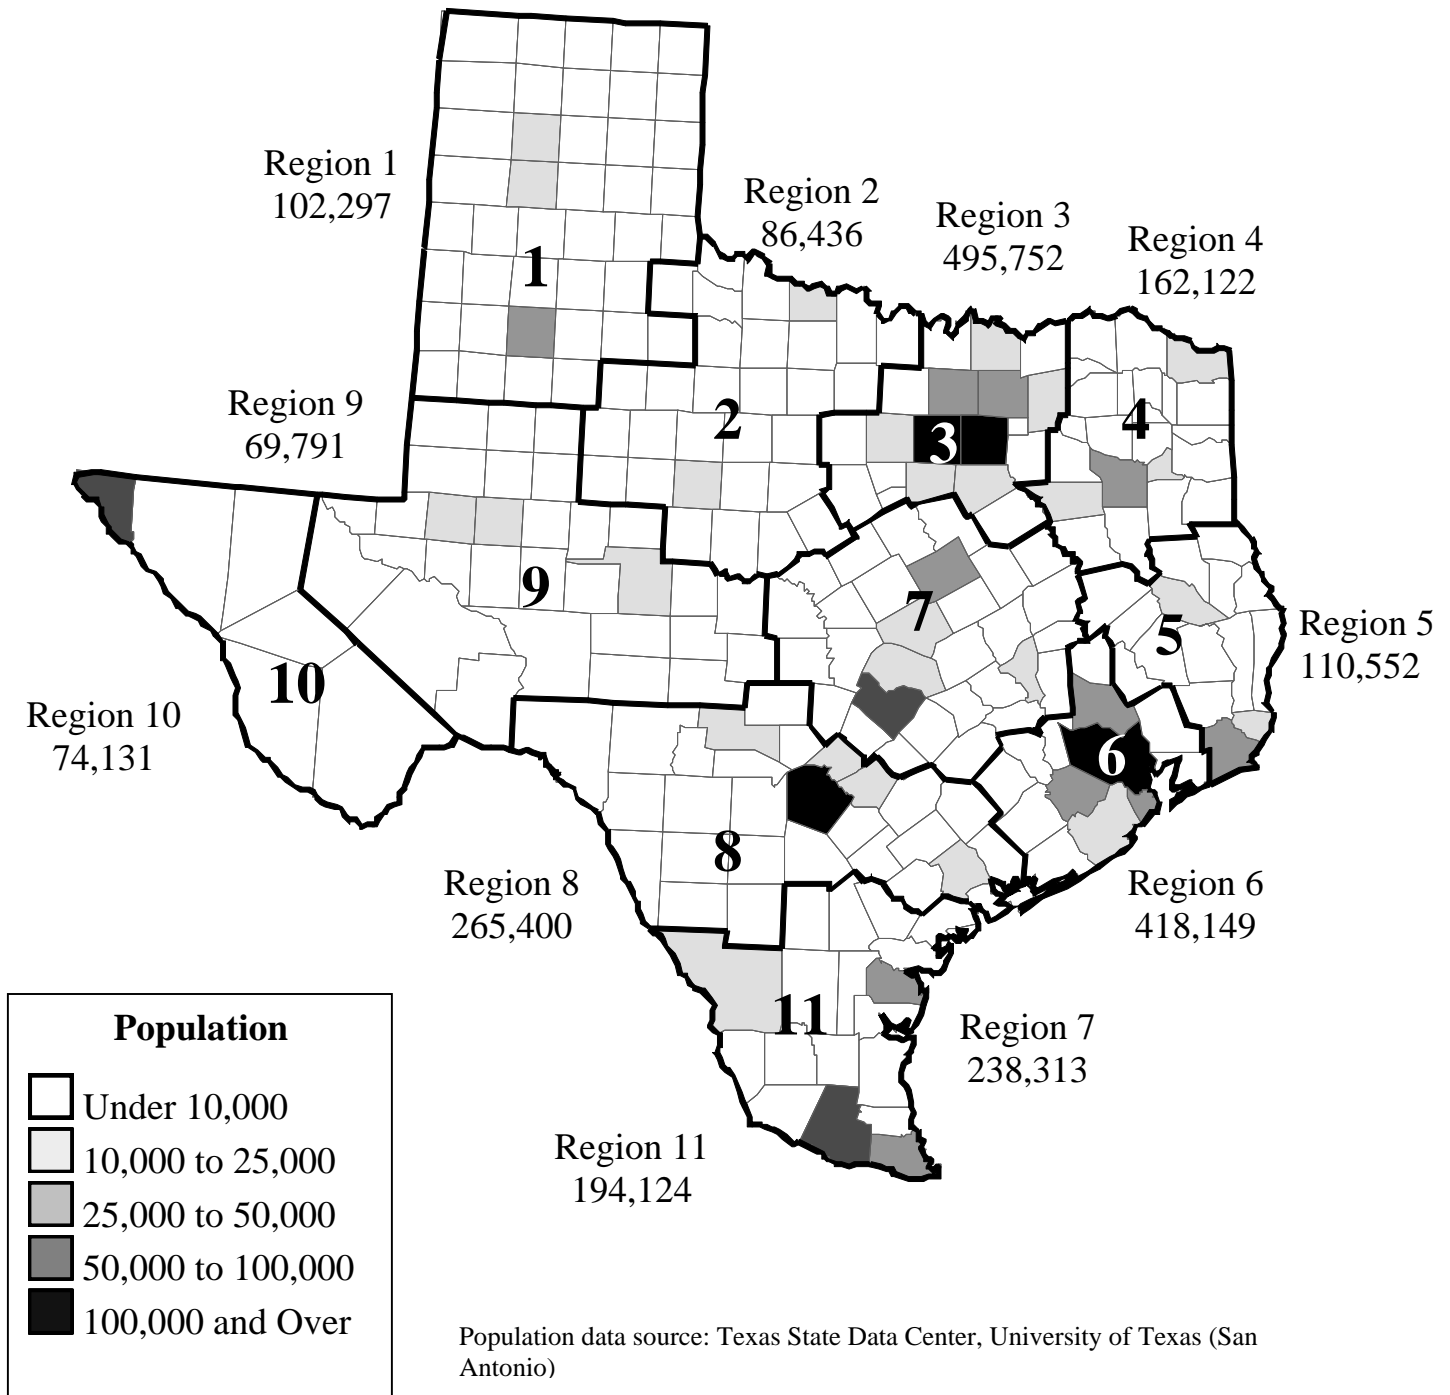 Region 1
102,297
Region 2
86,436
Region 3
495,752
Region 4
162,122
1
Region 9
69,791
2
3
4
9
7
5
Region 5
110,552
10
Region 10
74,131
6
8
Region 8
265,400
Region 6
418,149
11
Region 7
238,313
Region 11
194,124
Population
Under 10,000
10,000 to 25,000
25,000 to 50,000
50,000 to 100,000
100,000 and Over
Population data source: Texas State Data Center, University of Texas (San
Antonio)